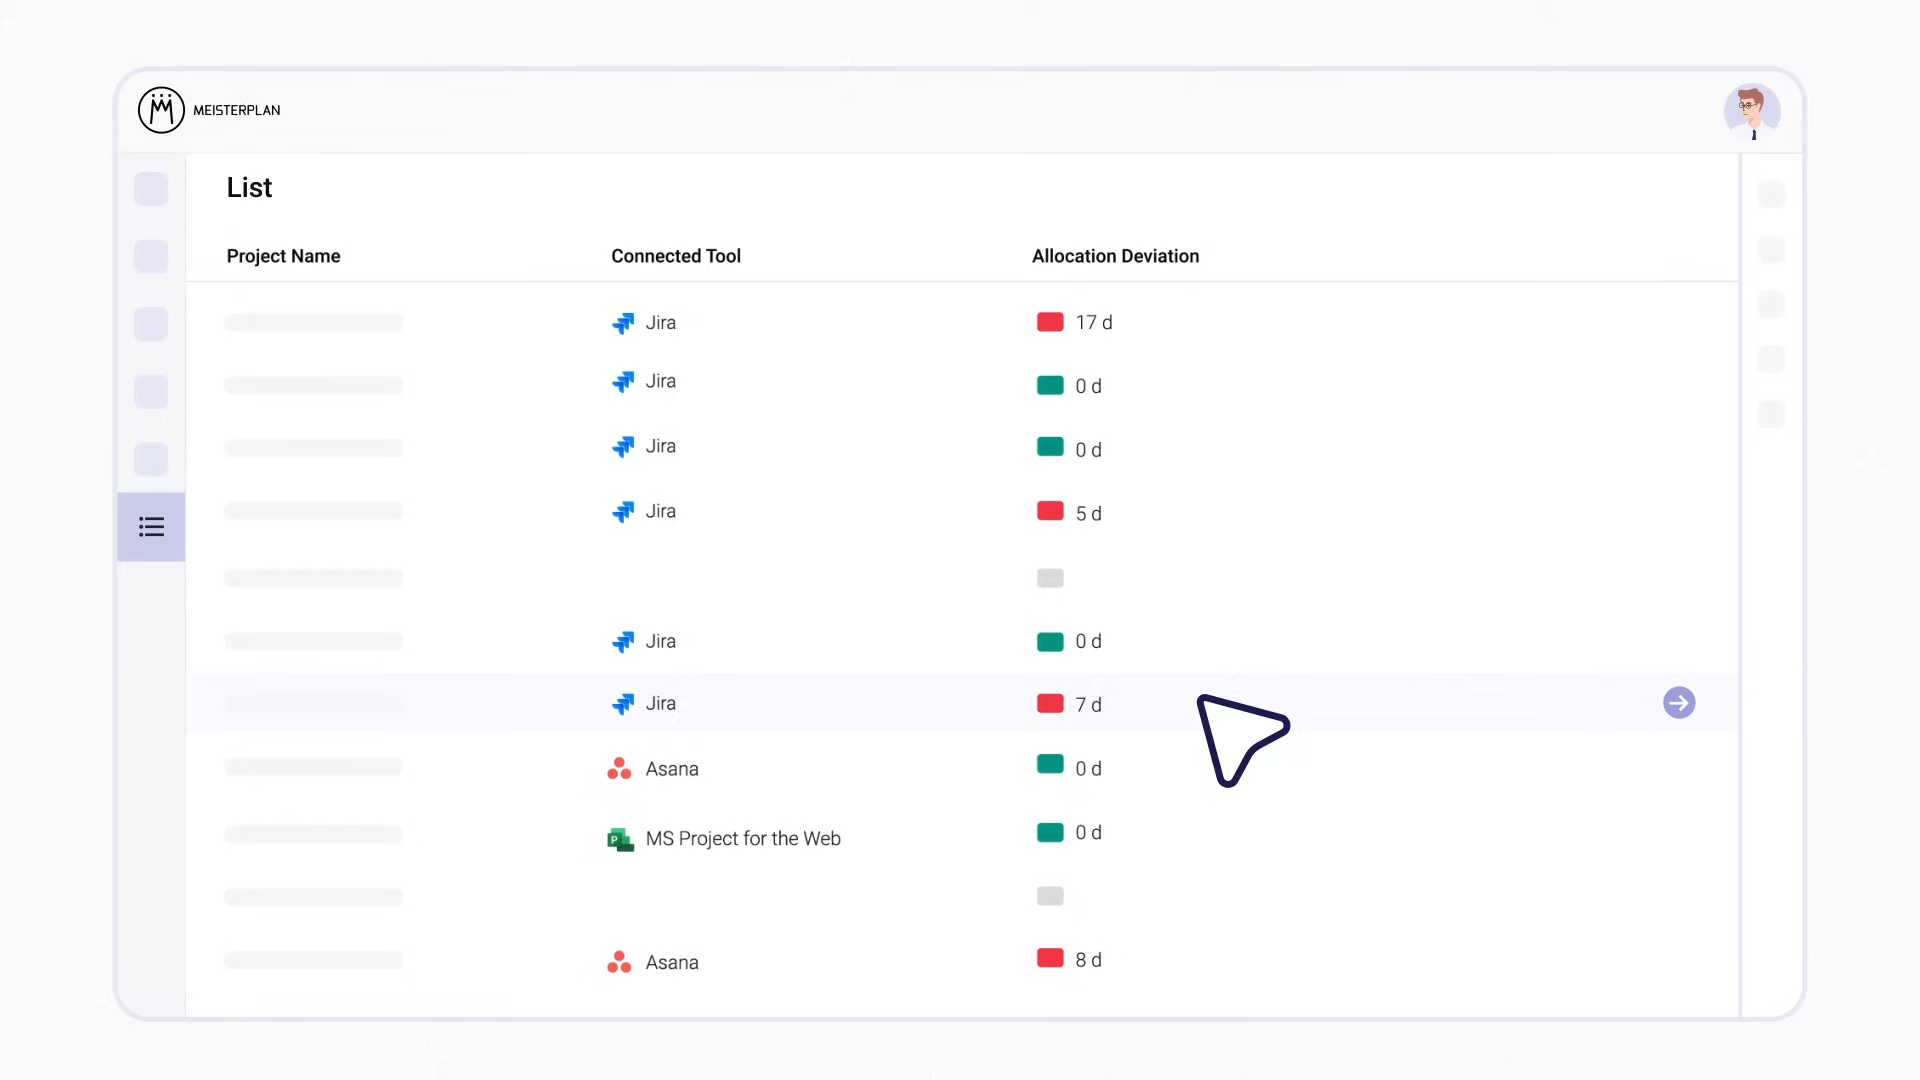 MEISTERPLAN
List
Project Name Connected Tool Allocation Deviation
Jira 17 d
Jira 0 d
Jira 0 d
Jira 5 d
Jira 0 d
Jira 7 d
Asana 0 d
P MS Project for the Web 0 d
Asana 8 d